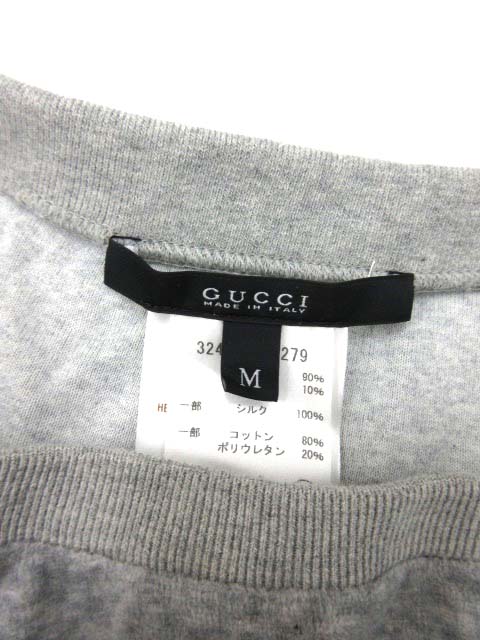 GUCCI
MADE IN ITALY
324 279
M
90%
10%
HE 一部 シルク 100%
一部 コットン 80%
ポリウレタン 20%